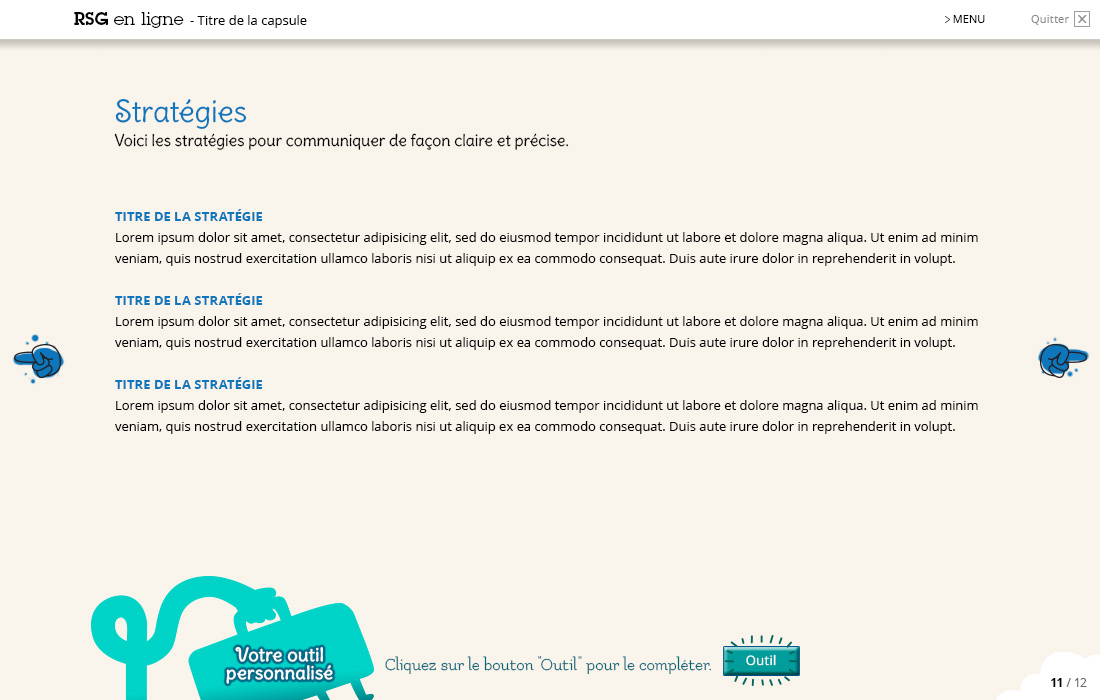 RSG en ligne - Titre de la capsule
> MENU
Quitter
Stratégies
Voici les stratégies pour communiquer de façon claire et précise.
TITRE DE LA STRATÉGIE
Lorem ipsum dolor sit amet, consectetur adipisicing elit, sed do eiusmod tempor incididunt ut labore et dolore magna aliqua. Ut enim ad minim
veniam, quis nostrud exercitation ullamco laboris nisi ut aliquip ex ea commodo consequat. Duis aute irure dolor in reprehenderit in volupt.
TITRE DE LA STRATÉGIE
Lorem ipsum dolor sit amet, consectetur adipisicing elit, sed do eiusmod tempor incididunt ut labore et dolore magna aliqua. Ut enim ad minim
veniam, quis nostrud exercitation ullamco laboris nisi ut aliquip ex ea commodo consequat. Duis aute irure dolor in reprehenderit in volupt.
TITRE DE LA STRATÉGIE
Lorem ipsum dolor sit amet, consectetur adipisicing elit, sed do eiusmod tempor incididunt ut labore et dolore magna aliqua. Ut enim ad minim
veniam, quis nostrud exercitation ullamco laboris nisi ut aliquip ex ea commodo consequat. Duis aute irure dolor in reprehenderit in volupt.
Votre outil
personnalisé
Cliquez sur le bouton "Outil" pour le compléter.
Outil
11 / 12